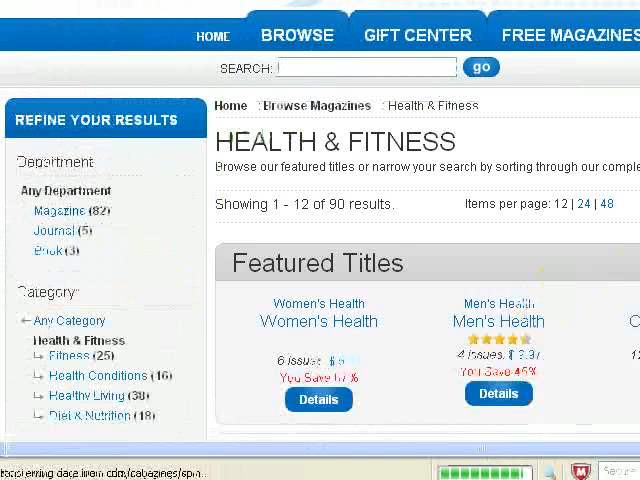 HOME BROWSE GIFT CENTER FREE MAGAZINES
SEARCH: go
REFINE YOUR RESULTS
Home : Browse Magazines : Health & Fitness
HEALTH & FITNESS
Browse our featured titles or narrow your search by sorting through our comple
Department
Any Department
Magazine (82)
Journal (5)
Book (3)
Showing 1 - 12 of 90 results. Items per page: 12 | 24 | 48
Category
←Any Category
Health & Fitness
Fitness (25)
Health Conditions (16)
Healthy Living (30)
Diet & Nutrition (18)
Featured Titles
Women's Health
Women's Health
6 issues
You Save 67%
Details
Men's Health
Men's Health
4 issues, $9.97
You Save 45%
Details
Secure